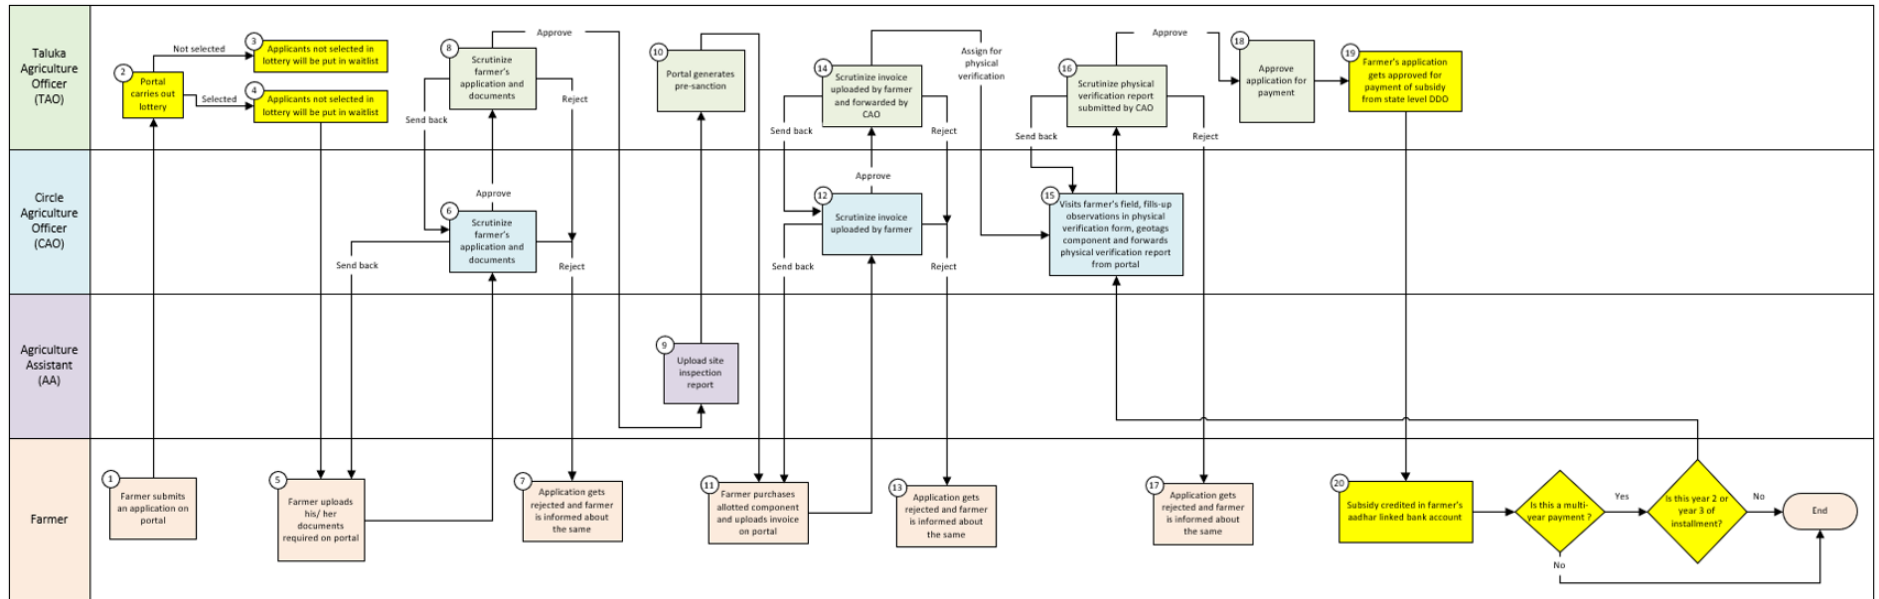 Taluka
Agriculture
Officer
(TAO)
2
Portal
carries out
lottery
Not selected
Selected
3
Applicants not selected in
lottery will be put in waitlist
4
Applicants not selected in
lottery will be put in waitlist
8
Scrutinize
farmer's
application and
documents
Approve
Send back
Reject
10
Portal generates
pre-sanction
14
Scrutinize invoice
uploaded by farmer
and forwarded by
CAO
Send back
Reject
Assign for
physical
verification
16
Scrutinize physical
verification report
submitted by CAO
Approve
Send back
Reject
18
Approve
application for
payment
19
Farmer's application
gets approved for
payment of subsidy
from state level DDO
Circle
Agriculture
Officer
(CAO)
Approve
6
Scrutinize
farmer's
application and
documents
Send back
Reject
Approve
12
Scrutinize invoice
uploaded by farmer
Send back
Reject
15
Visits farmer's field, fills-up
observations in physical
verification form, geotags
component and forwards
physical verification report
from portal
Agriculture
Assistant
(AA)
9
Upload site
inspection
report
Farmer
1
Farmer submits
an application on
portal
5
Farmer uploads
his/ her
documents
required on portal
7
Application gets
rejected and farmer
is informed about
the same
11
Farmer purchases
allotted component
and uploads invoice
on portal
13
Application gets
rejected and farmer
is informed about
the same
17
Application gets
rejected and farmer
is informed about
the same
20
Subsidy credited in farmer's
aadhar linked bank account
Is this a multi-
year payment ?
Yes
No
Is this year 2 or
year 3 of
installment?
No
End